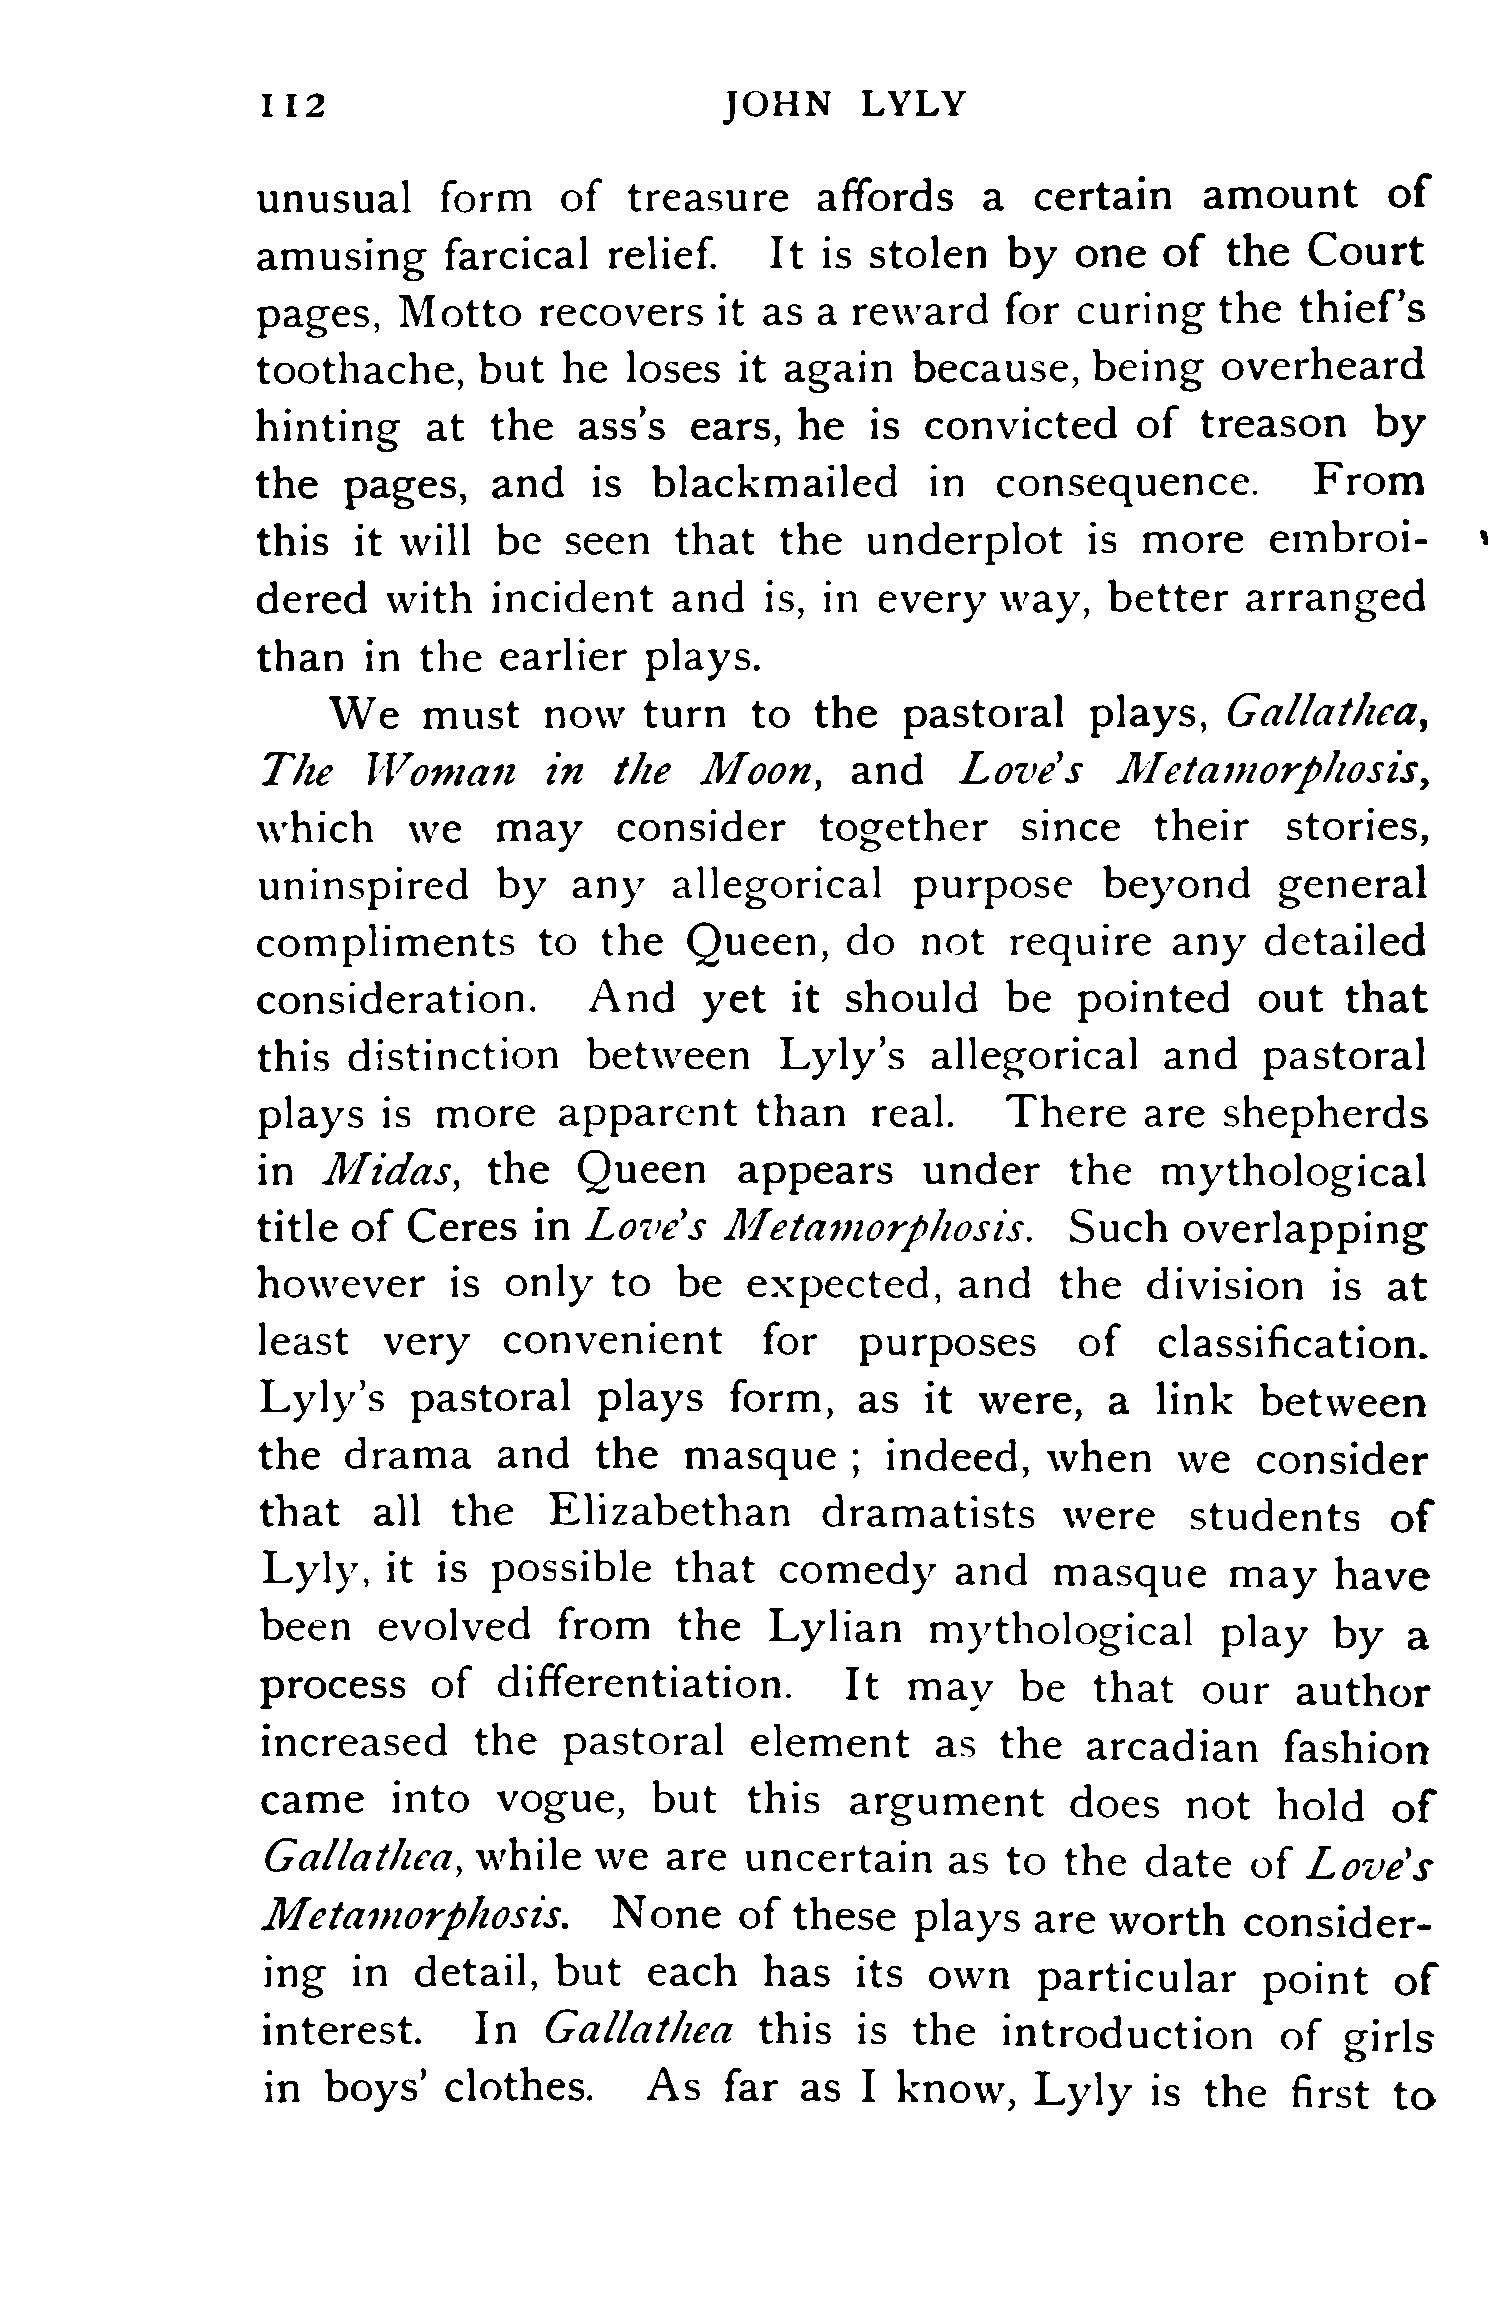 112 JOHN LYLY
unusual form of treasure affords a certain amount of
amusing farcical relief. It is stolen by one of the Court
pages, Motto recovers it as a reward for curing the thief's
toothache, but he loses it again because, being overheard
hinting at the ass's ears, he is convicted of treason by
the pages, and is blackmailed in consequence. From
this it will be seen that the underplot is more embroi-
dered with incident and is, in every way, better arranged
than in the earlier plays.
We must now turn to the pastoral plays, Gallathea,
The Woman in the Moon, and Love's Metamorphosis,
which we may consider together since their stories,
uninspired by any allegorical purpose beyond general
compliments to the Queen, do not require any detailed
consideration. And yet it should be pointed out that
this distinction between Lyly's allegorical and pastoral
plays is more apparent than real. There are shepherds
in Midas, the Queen appears under the mythological
title of Ceres in Love's Metamorphosis. Such overlapping
however is only to be expected, and the division is at
least very convenient for purposes of classification.
Lyly's pastoral plays form, as it were, a link between
the drama and the masque ; indeed, when we consider
that all the Elizabethan dramatists were students of
Lyly, it is possible that comedy and masque may have
been evolved from the Lylian mythological play by a
process of differentiation. It may be that our author
increased the pastoral element as the arcadian fashion
came into vogue, but this argument does not hold of
Gallathea, while we are uncertain as to the date of Love's
Metamorphosis. None of these plays are worth consider-
ing in detail, but each has its own particular point of
interest. In Gallathea this is the introduction of girls
in boys' clothes. As far as I know, Lyly is the first to